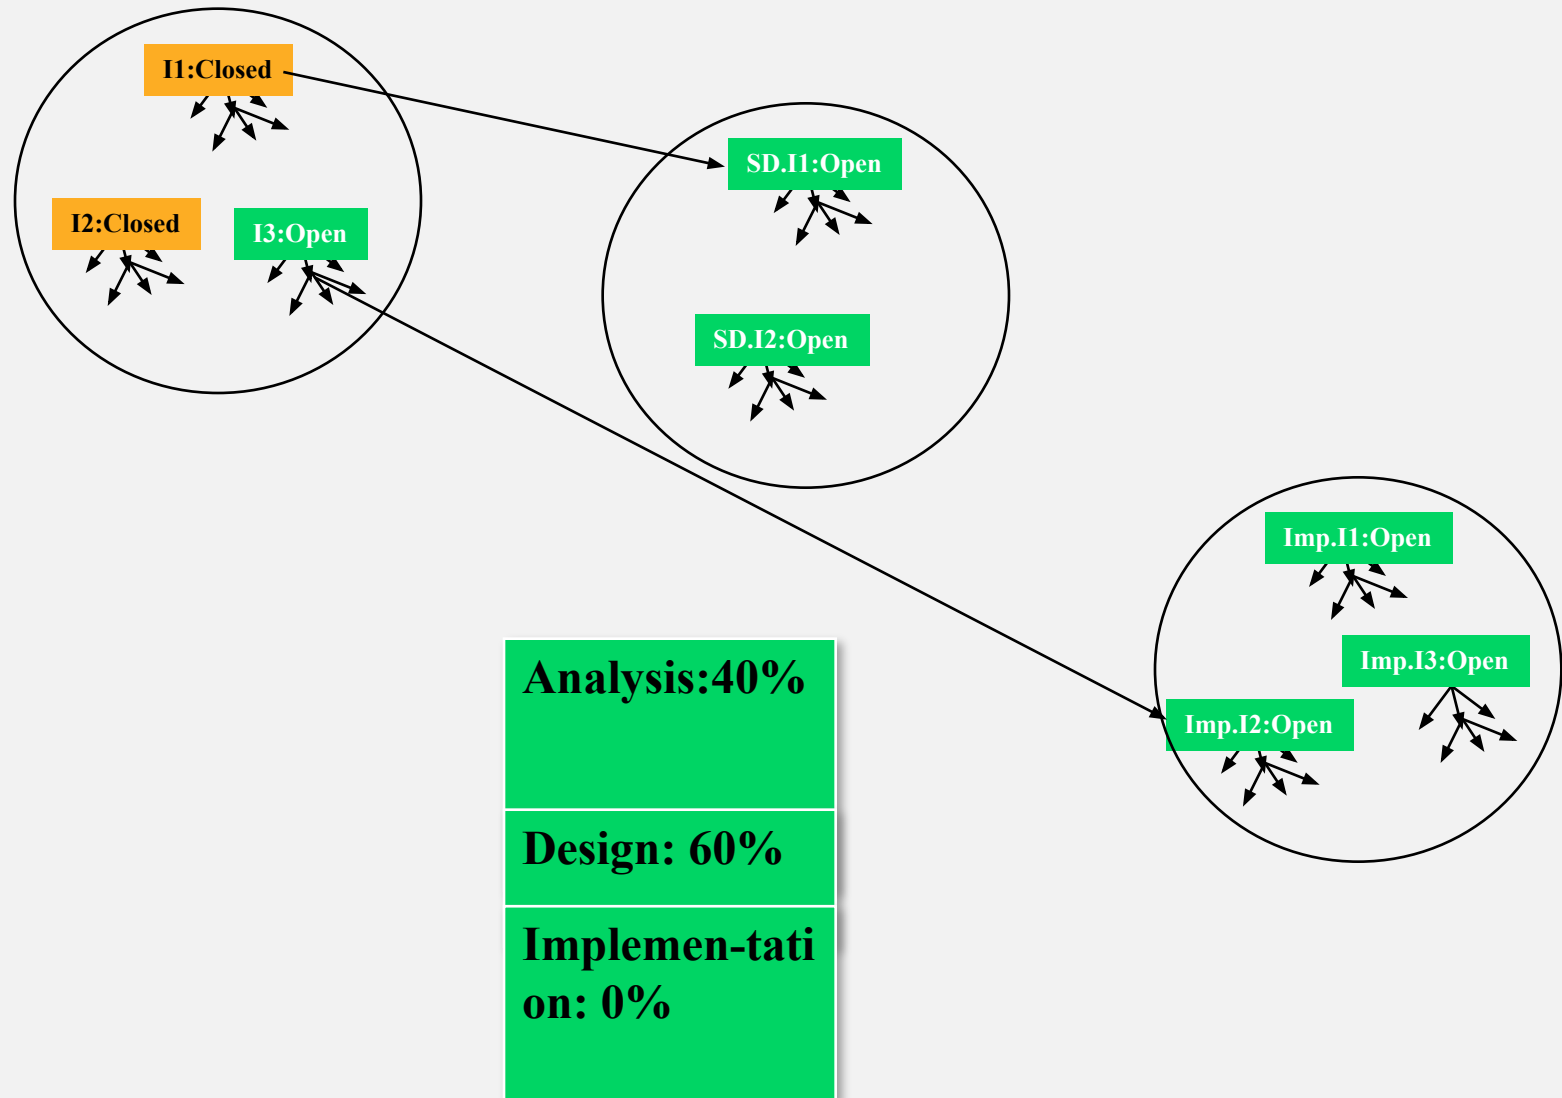 I1:Closed
I2:Closed
I3:Open
SD.I1:Open
SD.I2:Open
Imp.I1:Open
Imp.I3:Open
Imp.I2:Open
Analysis:40%
Design: 60%
Implemen-tati
on: 0%